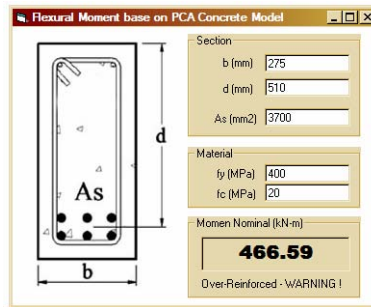 Flexural Moment base on PCA Concrete Model
Section
b (mm) 275
d (mm) 510
As (mm2) 3700
Material
fy (MPa) 400
fc (MPa) 20
Momen Nominal (kN-m)
466.59
Over-Reinforced - WARNING !
d
As
b